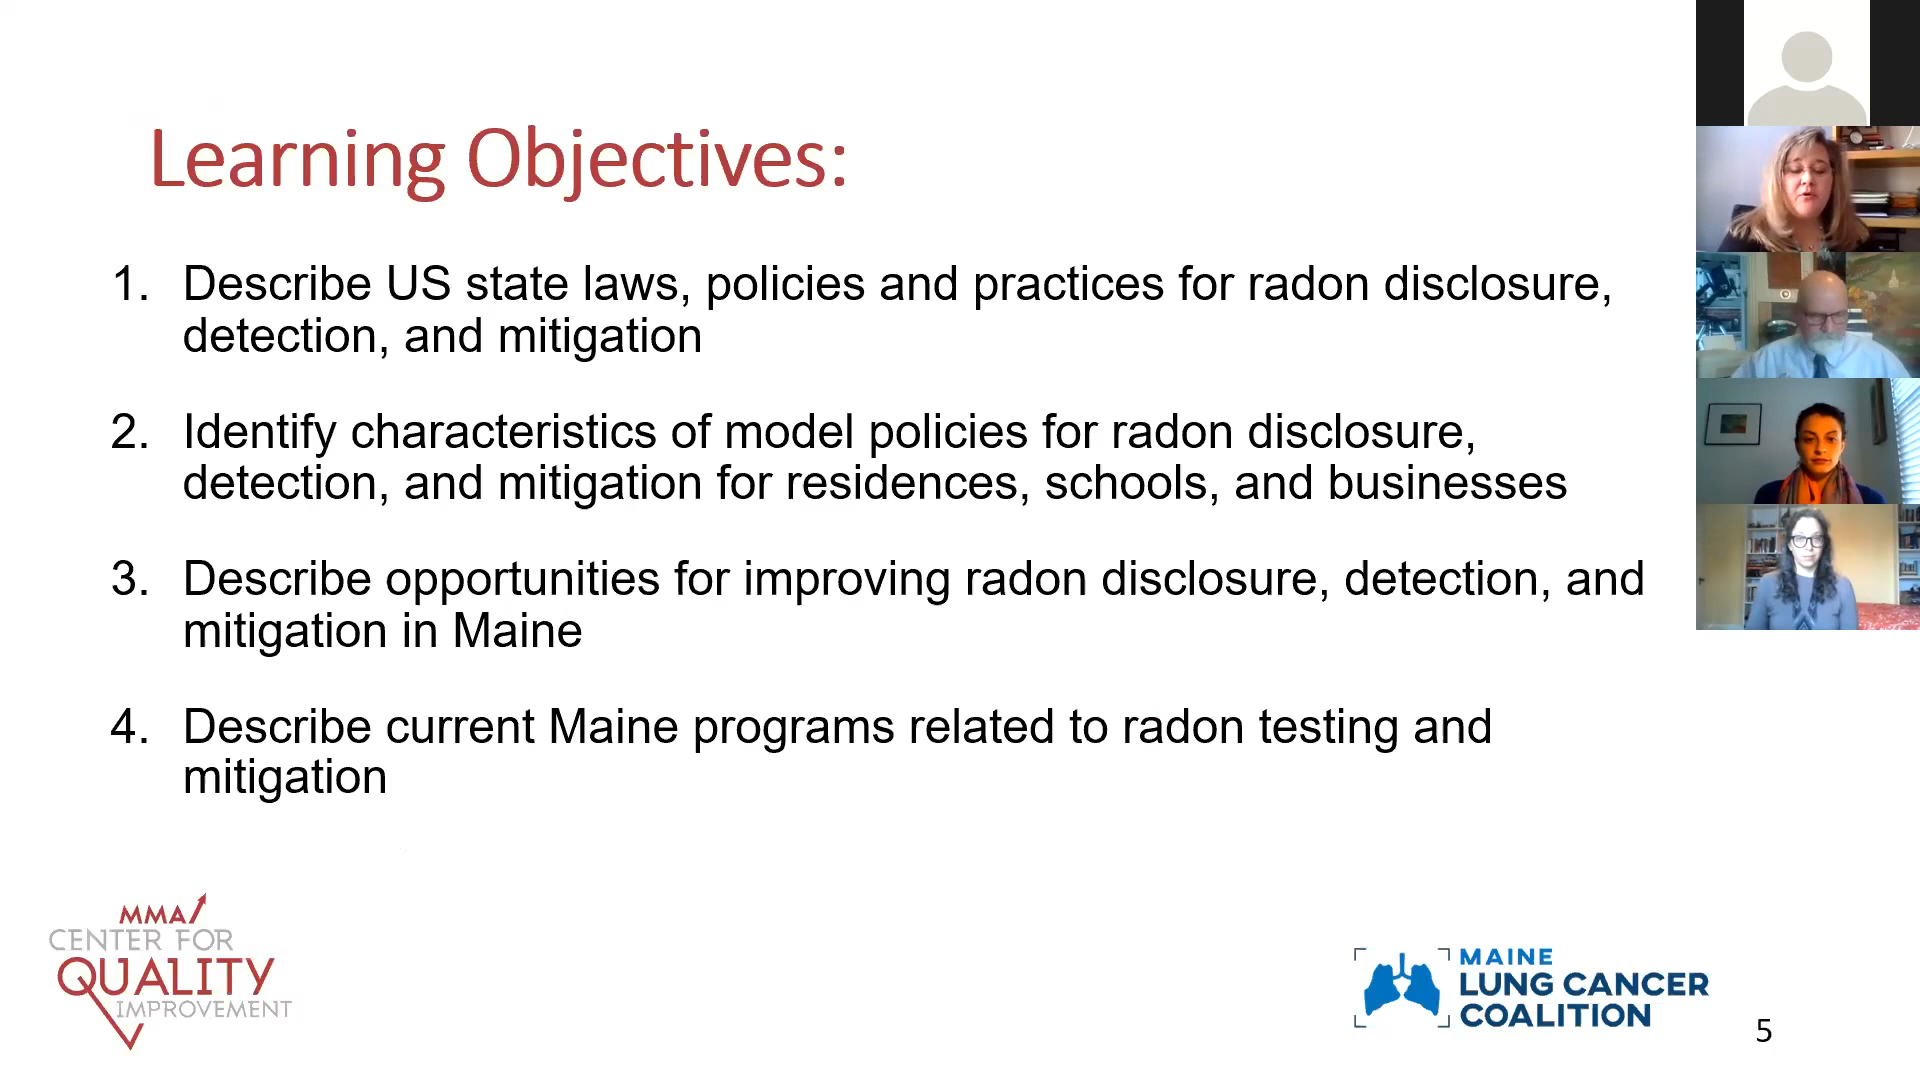 Learning Objectives:
1. Describe US state laws, policies and practices for radon disclosure,
detection, and mitigation
2. Identify characteristics of model policies for radon disclosure,
detection, and mitigation for residences, schools, and businesses
3. Describe opportunities for improving radon disclosure, detection, and
mitigation in Maine
4. Describe current Maine programs related to radon testing and
mitigation
MMA
CENTER FOR
QUALITY
IMPROVEMENT
MAINE
LUNG CANCER
COALITION
5